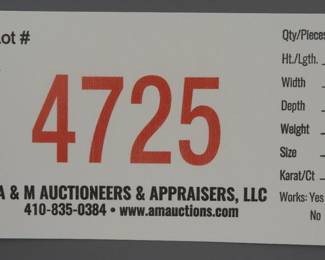 Lot #
4725
A & M AUCTIONEERS & APPRAISERS, LLC
410-835-0384 • www.amauctions.com
Qty/Pieces
Ht./Lgth.
Width
Depth
Weight
Size
Karat/Ct
Works: Yes
No